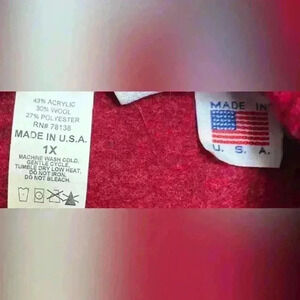 43% ACRYLIC
30% WOOL
27% POLYESTER
RN# 78138
MADE IN U.S.A.
1X
MACHINE WASH COLD,
GENTLE CYCLE,
TUMBLE DRY LOW HEAT,
DO NOT IRON,
DO NOT BLEACH.
MADE IN
U. S. A.